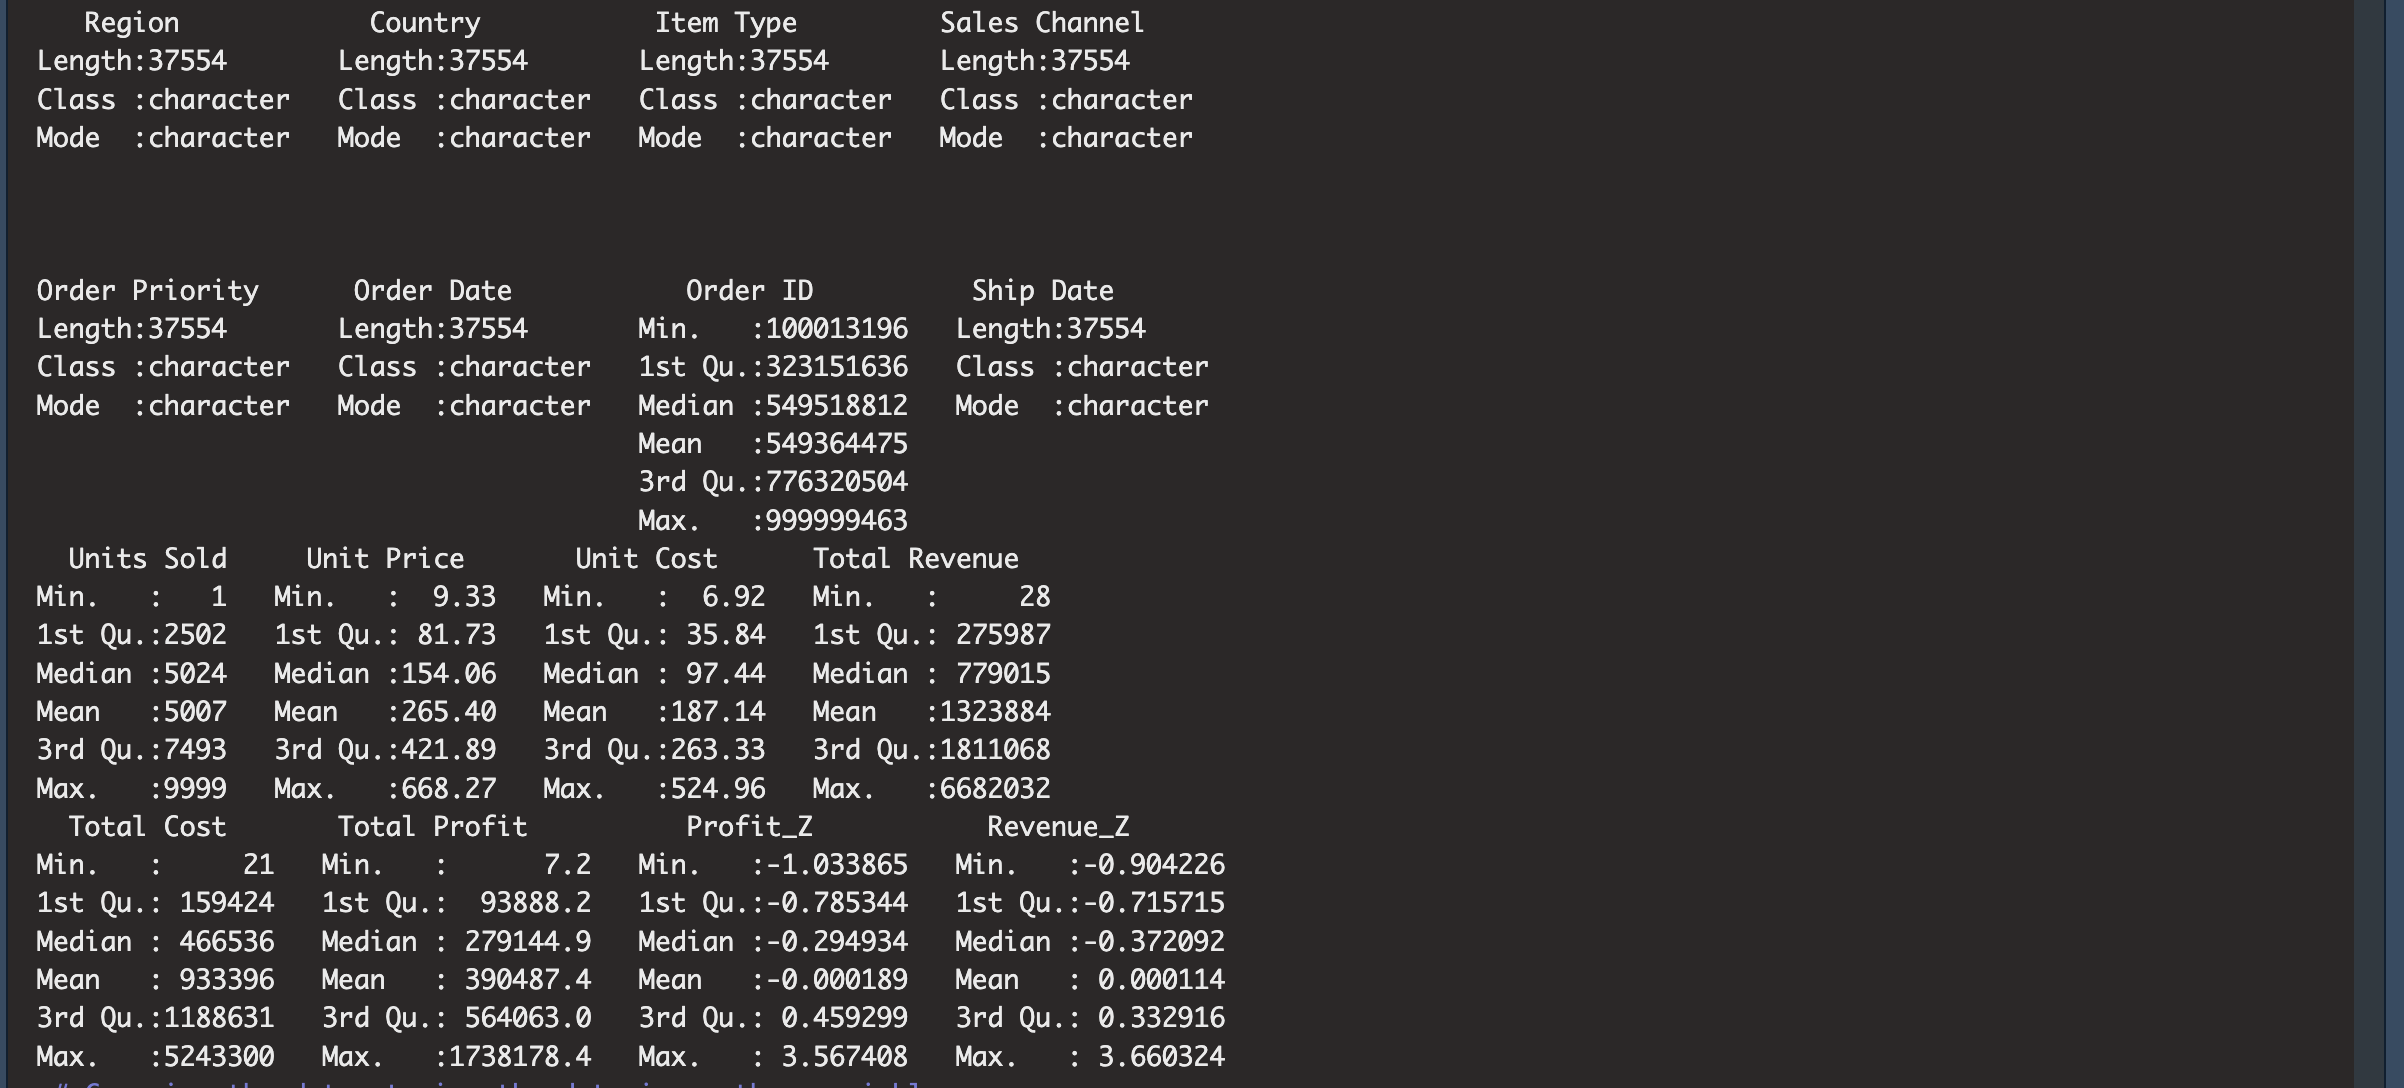 Region Country Item Type Sales Channel
Length:37554 Length:37554 Length:37554 Length:37554
Class :character Class :character Class :character Class :character
Mode  :character Mode  :character Mode  :character Mode  :character
Order Priority Order Date Order ID Ship Date
Length:37554 Length:37554 Min.   :100013196 Length:37554
Class :character Class :character 1st Qu.:323151636 Class :character
Mode  :character Mode  :character Median :549518812 Mode  :character
Mean   :549364475
3rd Qu.:776320504
Max.   :999999463
Units Sold Unit Price Unit Cost Total Revenue
Min.   :   1 Min.   :  9.33 Min.   :  6.92 Min.   :     28
1st Qu.:2502 1st Qu.: 81.73 1st Qu.: 35.84 1st Qu.: 275987
Median :5024 Median :154.06 Median : 97.44 Median : 779015
Mean   :5007 Mean   :265.40 Mean   :187.14 Mean   :1323884
3rd Qu.:7493 3rd Qu.:421.89 3rd Qu.:263.33 3rd Qu.:1811068
Max.   :9999 Max.   :668.27 Max.   :524.96 Max.   :6682032
Total Cost Total Profit Profit_Z Revenue_Z
Min.   :     21 Min.   :      7.2 Min.   :-1.033865 Min.   :-0.904226
1st Qu.: 159424 1st Qu.:  93888.2 1st Qu.:-0.785344 1st Qu.:-0.715715
Median : 466536 Median : 279144.9 Median :-0.294934 Median :-0.372092
Mean   : 933396 Mean   : 390487.4 Mean   :-0.000189 Mean   : 0.000114
3rd Qu.:1188631 3rd Qu.: 564063.0 3rd Qu.: 0.459299 3rd Qu.: 0.332916
Max.   :5243300 Max.   :1738178.4 Max.   : 3.567408 Max.   : 3.660324